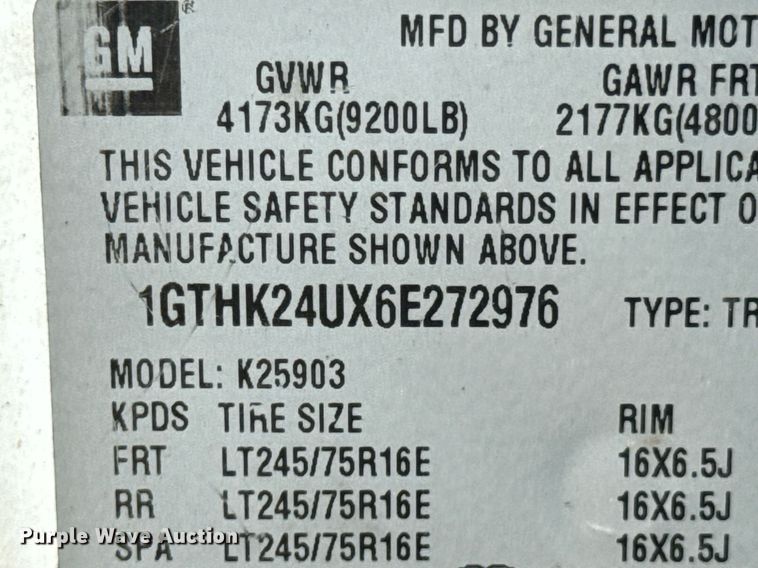 GM ®
MFD BY GENERAL MOT
GVWR GAWR FRT
4173KG(9200LB) 2177KG(4800
THIS VEHICLE CONFORMS TO ALL APPLICA
VEHICLE SAFETY STANDARDS IN EFFECT O
MANUFACTURE SHOWN ABOVE.
1GTHK24UX6E272976 TYPE: TR
MODEL: K25903
KPDS TIRE SIZE RIM
FRT LT245/75R16E 16X6.5J
RR LT245/75R16E 16X6.5J
SPA LT245/75R16E 16X6.5J
Purple Wave Auction